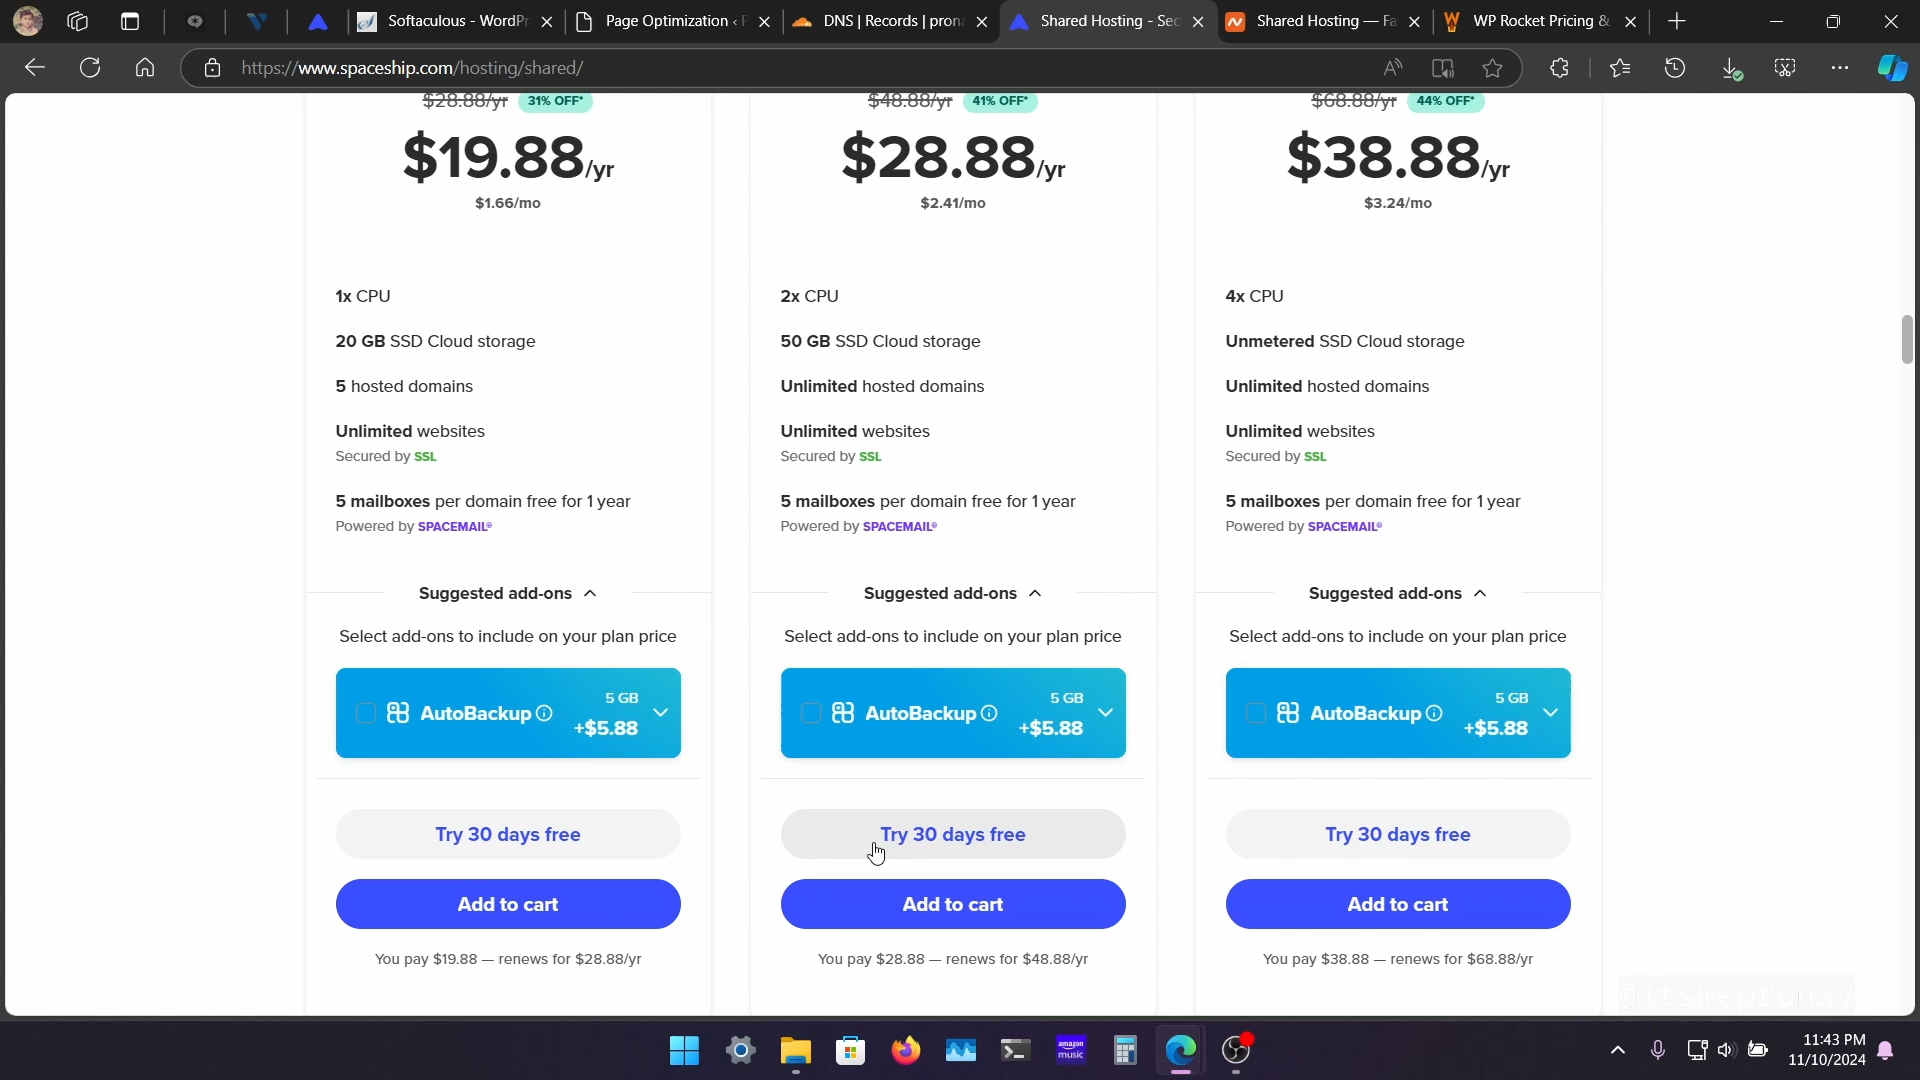 Softaculous - WordPr
Page Optimization ‹ P
DNS | Records | prona
Shared Hosting - Sec
Shared Hosting — Fa
WP Rocket Pricing &
https://www.spaceship.com/hosting/shared/
$28.88/yr 31% OFF*
$19.88/yr
$1.66/mo
1x CPU
20 GB SSD Cloud storage
5 hosted domains
Unlimited websites
Secured by SSL
5 mailboxes per domain free for 1 year
Powered by SPACEMAIL®
Suggested add-ons
Select add-ons to include on your plan price
AutoBackup
5 GB
+$5.88
Try 30 days free
Add to cart
You pay $19.88 — renews for $28.88/yr
$48.88/yr 41% OFF*
$28.88/yr
$2.41/mo
2x CPU
50 GB SSD Cloud storage
Unlimited hosted domains
Unlimited websites
Secured by SSL
5 mailboxes per domain free for 1 year
Powered by SPACEMAIL®
Suggested add-ons
Select add-ons to include on your plan price
AutoBackup
5 GB
+$5.88
Try 30 days free
Add to cart
You pay $28.88 — renews for $48.88/yr
$68.88/yr 44% OFF*
$38.88/yr
$3.24/mo
4x CPU
Unmetered SSD Cloud storage
Unlimited hosted domains
Unlimited websites
Secured by SSL
5 mailboxes per domain free for 1 year
Powered by SPACEMAIL®
Suggested add-ons
Select add-ons to include on your plan price
AutoBackup
5 GB
+$5.88
Try 30 days free
Add to cart
You pay $38.88 — renews for $68.88/yr
@itsmepronay
amazon
music
11:43 PM
11/10/2024